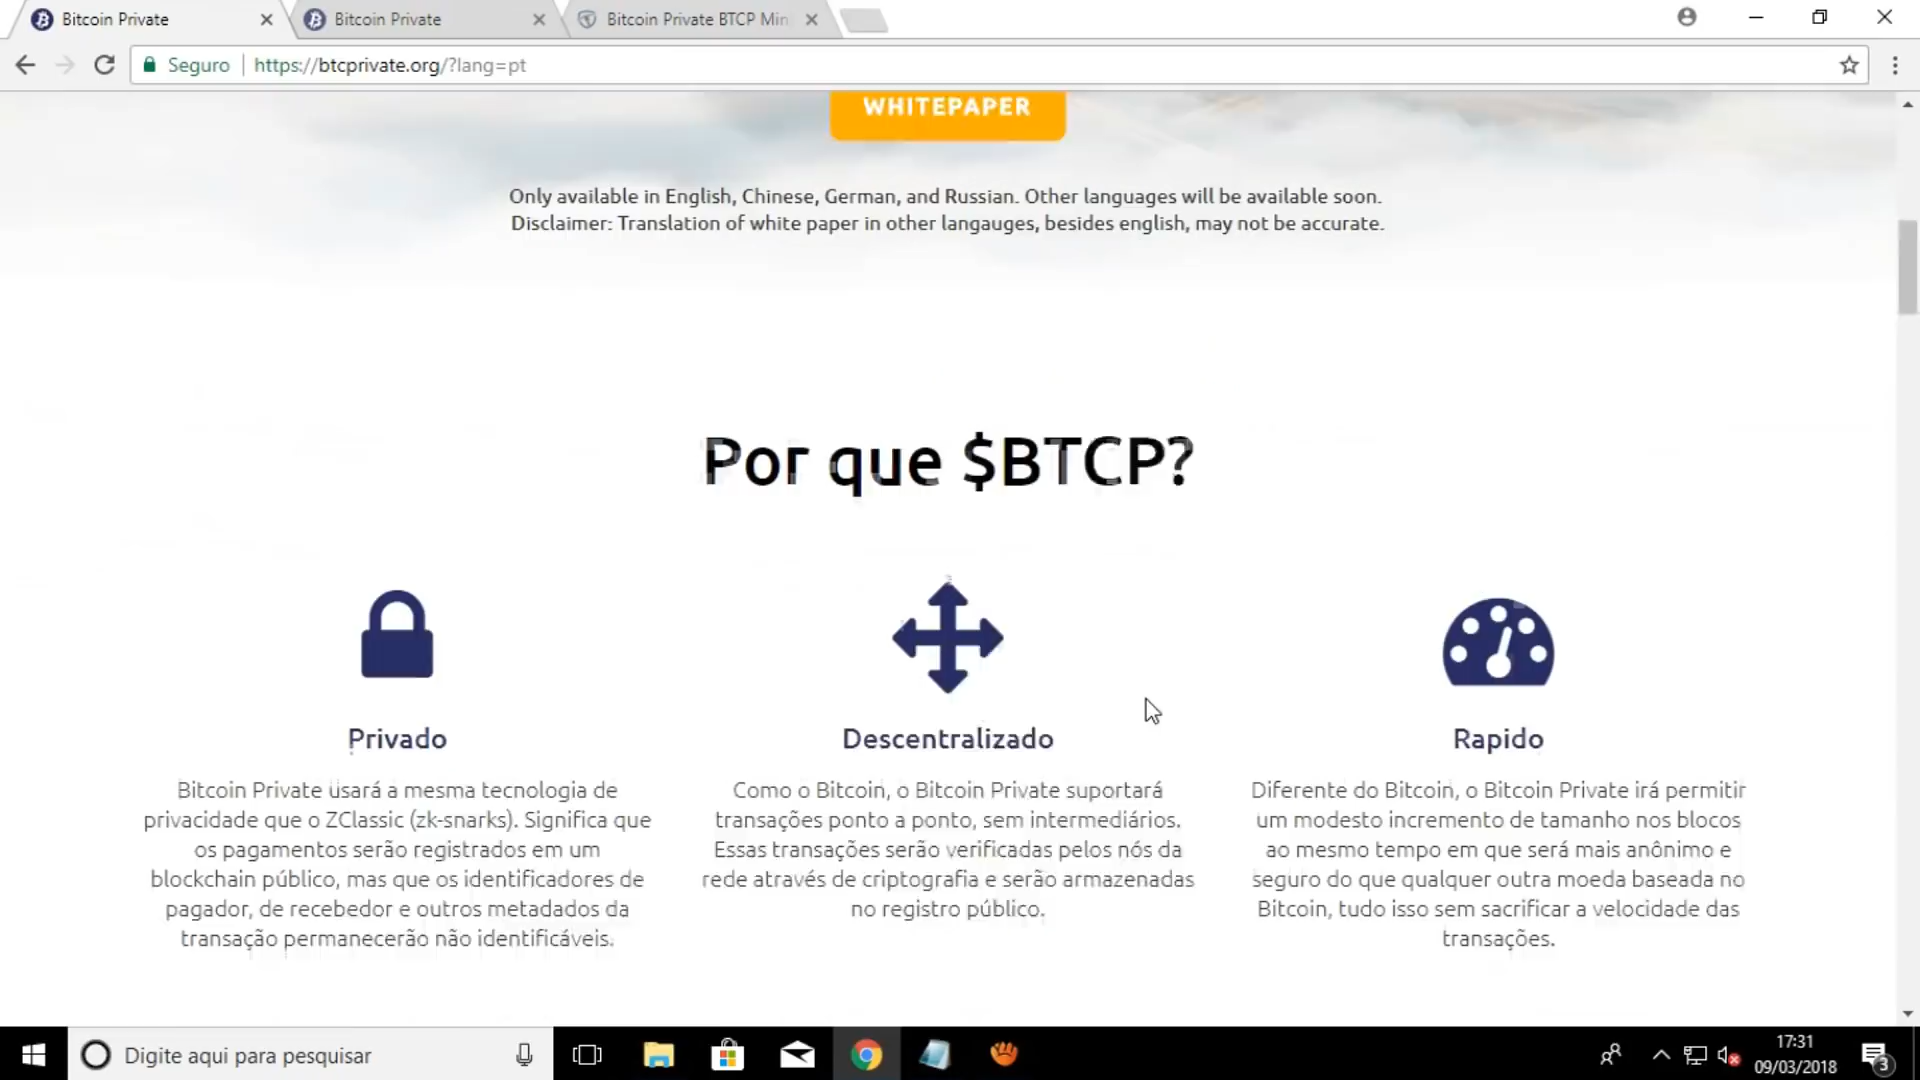 Bitcoin Private
Bitcoin Private
Bitcoin Private BTCP Min
Seguro
https://btcprivate.org/?lang=pt
WHITEPAPER
Only available in English, Chinese, German, and Russian. Other languages will be available soon.
Disclaimer: Translation of white paper in other langauges, besides english, may not be accurate.
Por que $BTCP?
Privado
Bitcoin Private usará a mesma tecnologia de
privacidade que o ZClassic (zk-snarks). Significa que
os pagamentos serão registrados em um
blockchain público, mas que os identificadores de
pagador, de recebedor e outros metadados da
transação permanecerão não identificáveis.
Descentralizado
Como o Bitcoin, o Bitcoin Private suportará
transações ponto a ponto, sem intermediários.
Essas transações serão verificadas pelos nós da
rede através de criptografia e serão armazenadas
no registro público.
Rapido
Diferente do Bitcoin, o Bitcoin Private irá permitir
um modesto incremento de tamanho nos blocos
ao mesmo tempo em que será mais anônimo e
seguro do que qualquer outra moeda baseada no
Bitcoin, tudo isso sem sacrificar a velocidade das
transações.
Digite aqui para pesquisar
17:31
09/03/2018
3